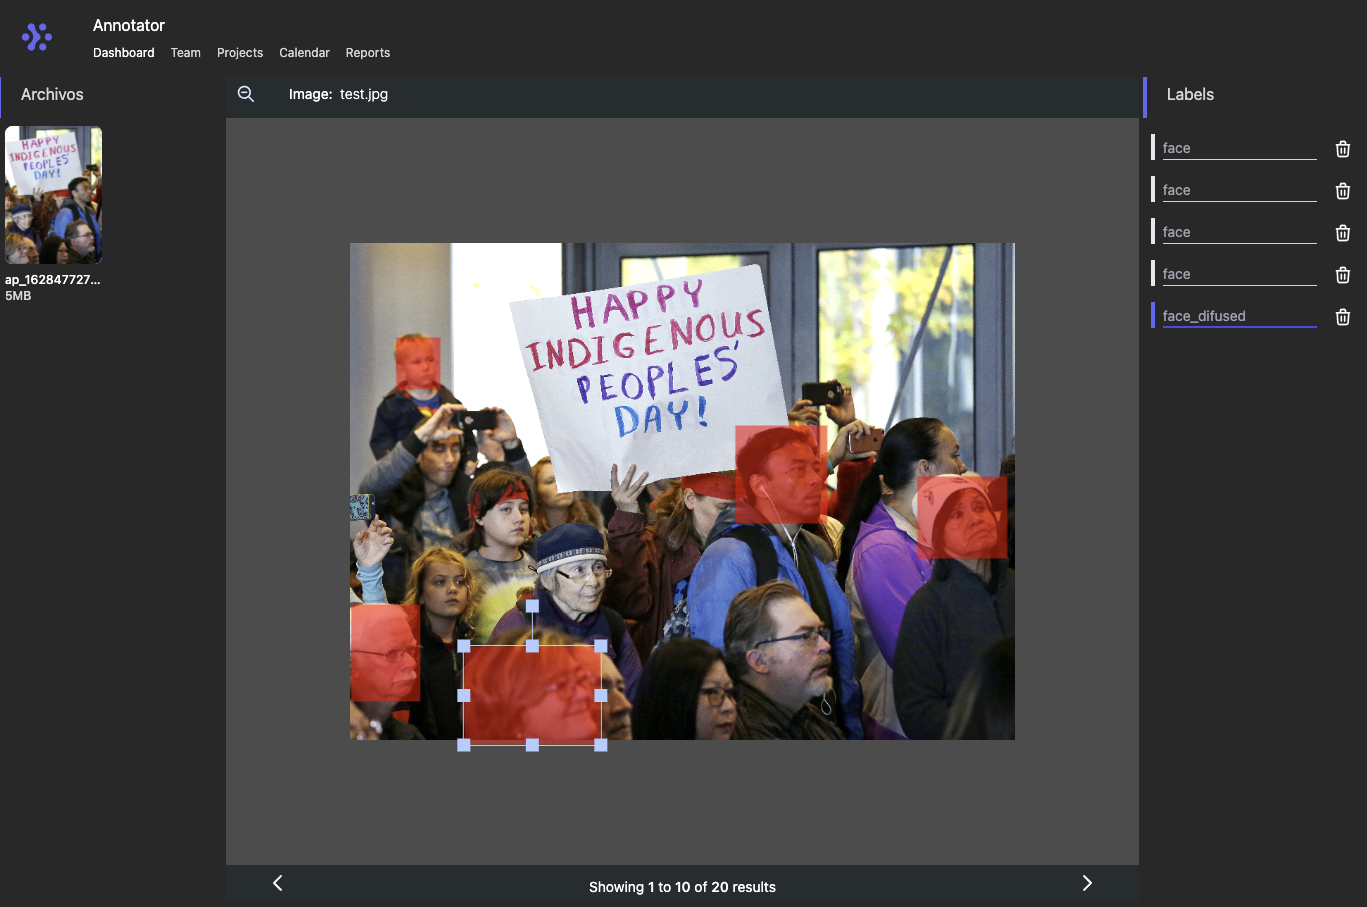 Annotator
Dashboard Team Projects Calendar Reports
Archivos
HAPPY
INDIGENOUS
PEOPLES'
DAY!
ap_162847727...
5MB
Image: test.jpg
HAPPY
INDIGENOUS
PEOPLES'
DAY!
Showing 1 to 10 of 20 results
Labels
face
face
face
face
face_difused